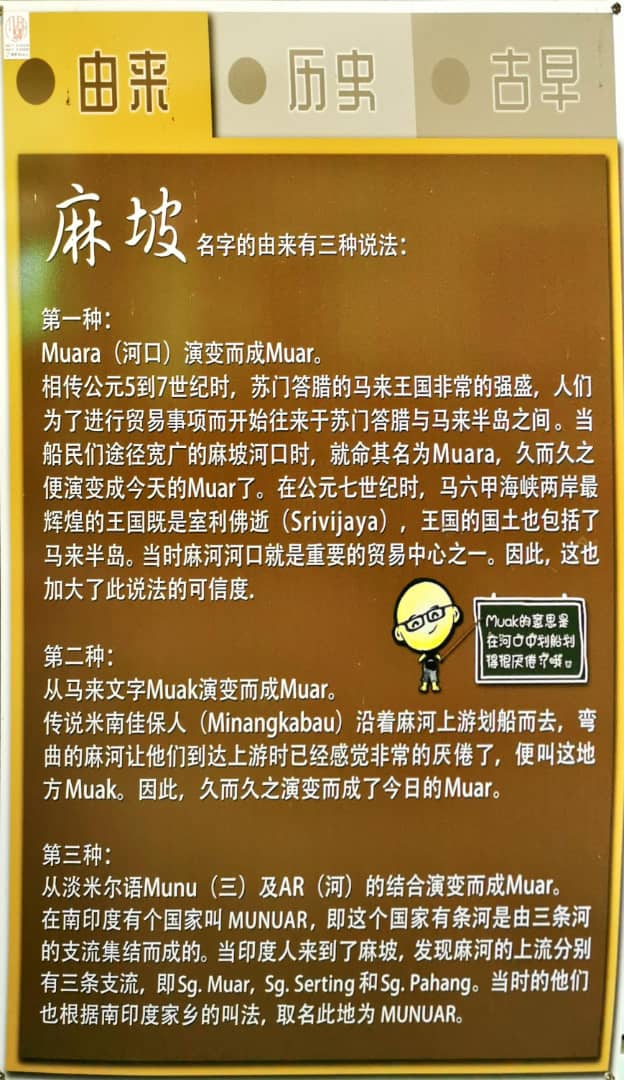 由来
历史
古早
麻坡 名字的由来有三种说法：
第一种：
Muara（河口）演变而成Muar。
相传公元5到7世纪时，苏门答腊的马来王国非常的强盛，人们
为了进行贸易事项而开始往来于苏门答腊与马来半岛之间。当
船民们途径宽广的麻坡河口时，就命其名为Muara，久而久之
便演变成今天的Muar了。在公元七世纪时，马六甲海峡两岸最
辉煌的王国既是室利佛逝（Srivijaya），王国的国土也包括了
马来半岛。当时麻河河口就是重要的贸易中心之一。因此，这也
加大了此说法的可信度.
Muak的意思是
在河口中划船划
得很厌倦了哦。
第二种：
从马来文字Muak演变而成Muar。
传说米南佳保人（Minangkabau）沿着麻河上游划船而去，弯
曲的麻河让他们到达上游时已经感觉非常的厌倦了，便叫这地
方Muak。因此，久而久之演变而成了今日的Muar。
第三种：
从淡米尔语Munu（三）及AR（河）的结合演变而成Muar。
在南印度有个国家叫 MUNUAR，即这个国家有条河是由三条河
的支流集结而成的。当印度人来到了麻坡，发现麻河的上流分别
有三条支流，即Sg. Muar, Sg. Serting 和 Sg. Pahang。当时的他们
也根据南印度家乡的叫法，取名此地为 MUNUAR。